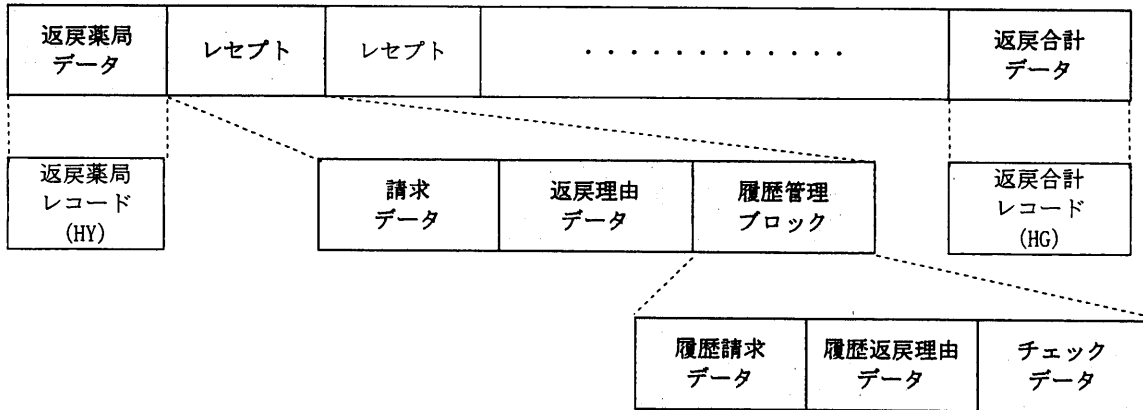 返戻薬局
データ
レセプト
レセプト
・・・・・・・・・・・・・
返戻合計
データ
返戻薬局
レコード
(HY)
請求
データ
返戻理由
データ
履歴管理
ブロック
返戻合計
レコード
(HG)
履歴請求
データ
履歴返戻理由
データ
チェック
データ